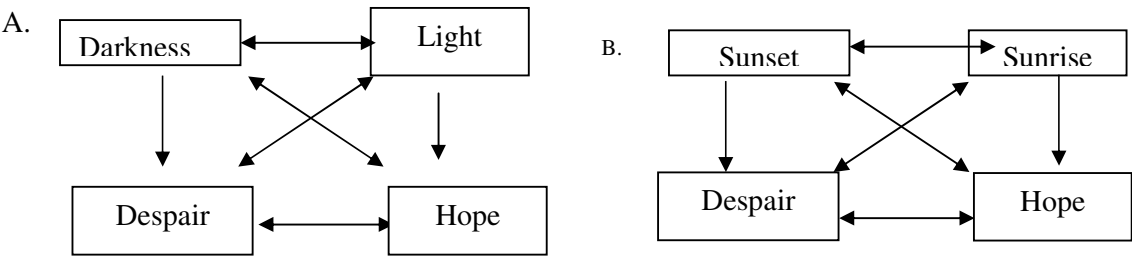 A.
Darkness
Light
Despair
Hope
B.
Sunset
Sunrise
Despair
Hope